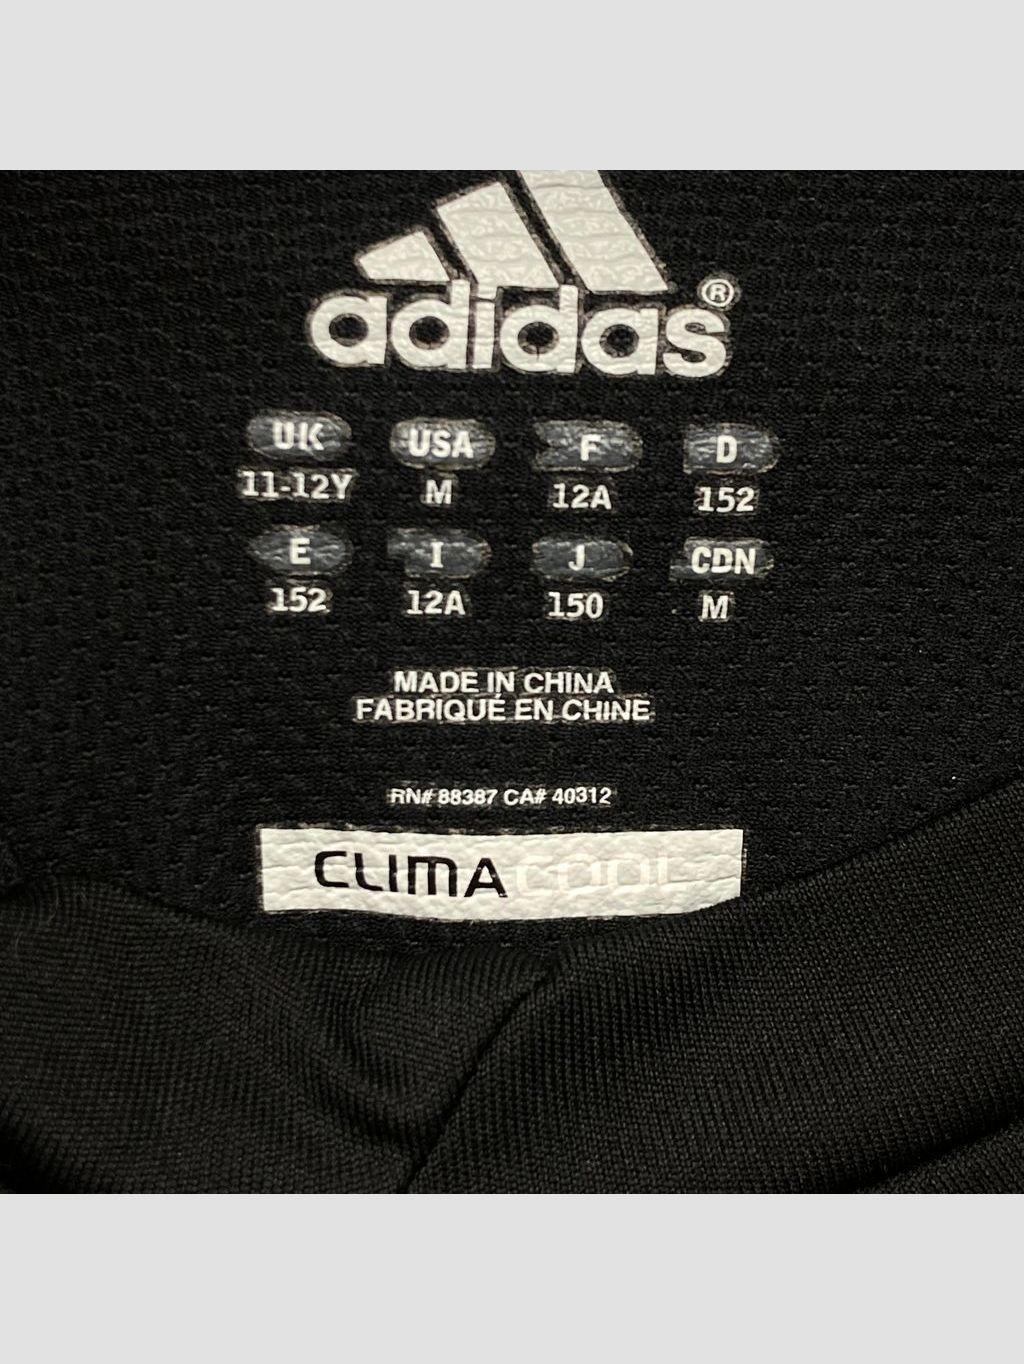 adidas®
UK USA F D
11-12Y M 12A 152
E I J CDN
152 12A 150 M
MADE IN CHINA
FABRIQUÉ EN CHINE
RN# 88387 CA# 40312
CLIMACOOL